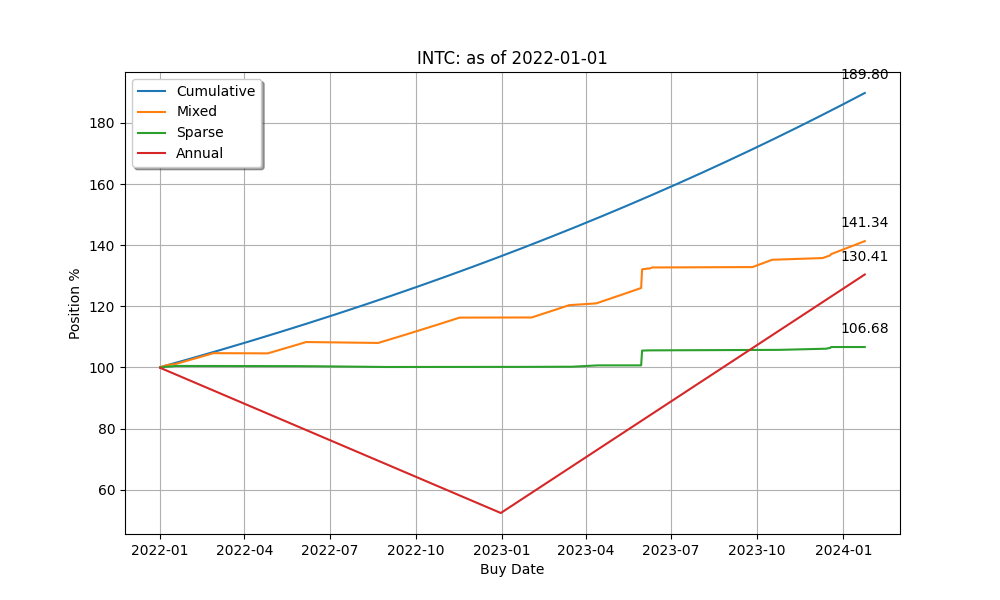 INTC: as of 2022-01-01
189.80
Cumulative
Mixed
Sparse
Annual
180
160
141.34
140
130.41
120
106.68
100
80
60
Position %
2022-01 2022-04 2022-07 2022-10 2023-01 2023-04 2023-07 2023-10 2024-01
Buy Date